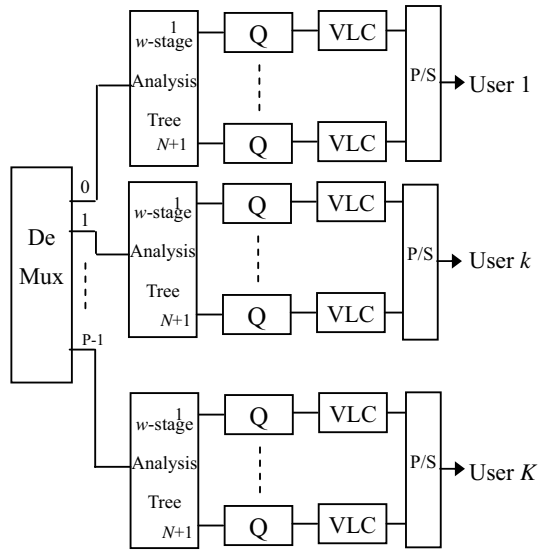 1
w-stage
Analysis
Tree
N+1
Q
VLC
Q
VLC
P/S
User 1
De
Mux
0
1
P-1
1
w-stage
Analysis
Tree
N+1
Q
VLC
Q
VLC
P/S
User k
1
w-stage
Analysis
Tree
N+1
Q
VLC
Q
VLC
P/S
User K